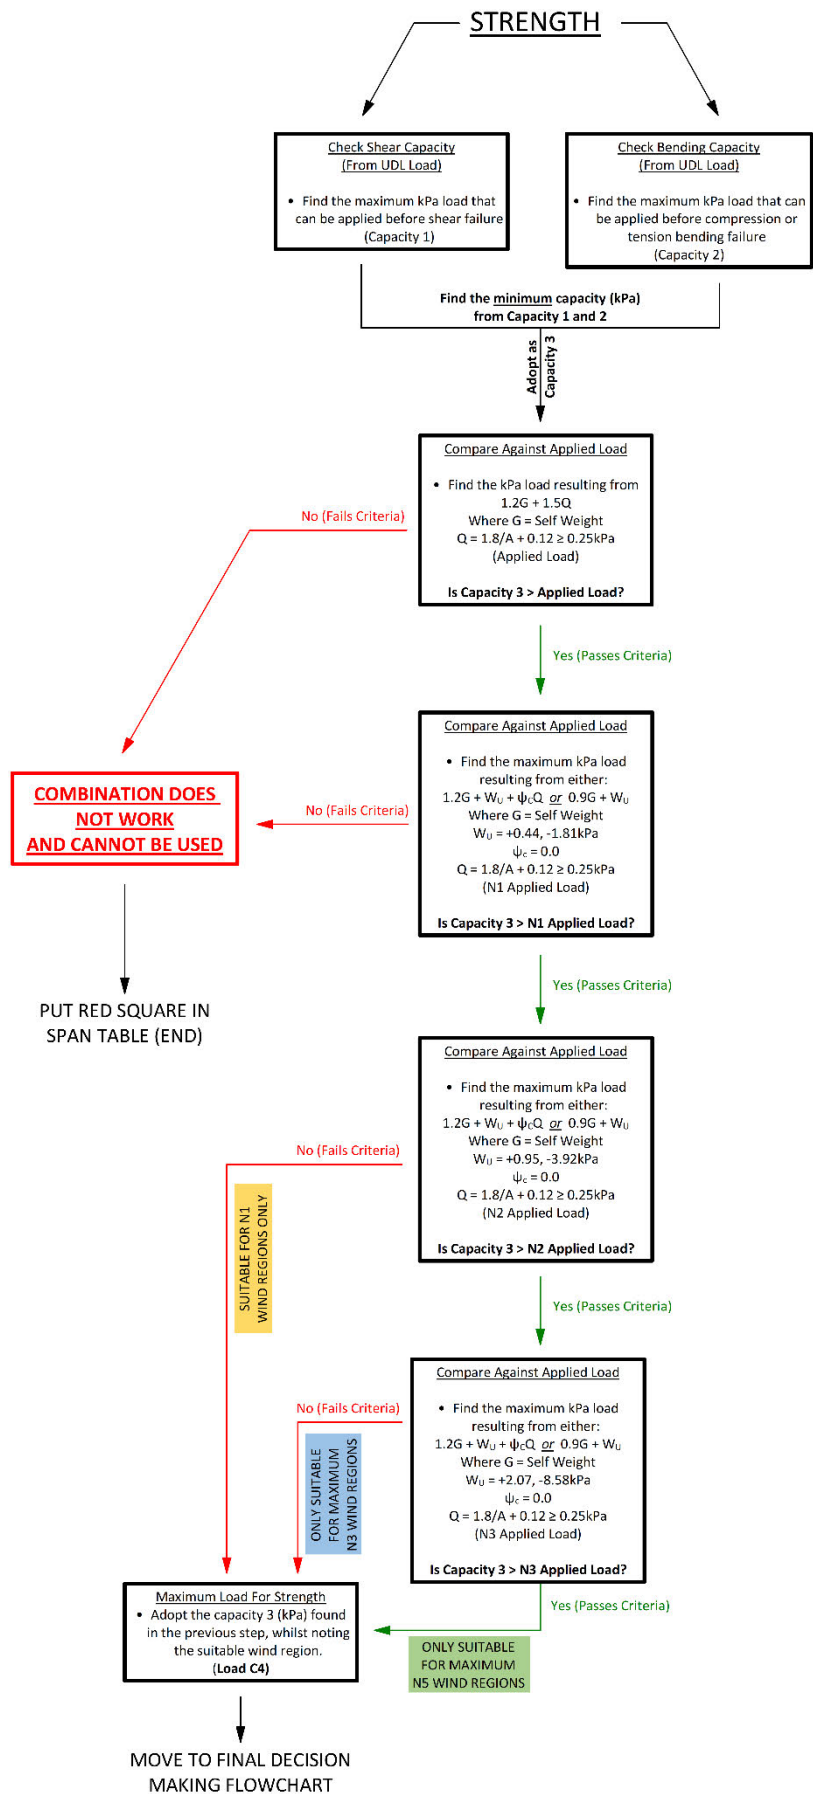 STRENGTH
Check Shear Capacity
(From UDL Load)
• Find the maximum kPa load that
can be applied before shear failure
(Capacity 1)
Check Bending Capacity
(From UDL Load)
• Find the maximum kPa load that can
be applied before compression or
tension bending failure
(Capacity 2)
Find the minimum capacity (kPa)
from Capacity 1 and 2
Adopt as
Capacity 3
Compare Against Applied Load
• Find the kPa load resulting from
1.2G + 1.5Q
Where G = Self Weight
Q = 1.8/A + 0.12 ≥ 0.25kPa
(Applied Load)
Is Capacity 3 > Applied Load?
No (Fails Criteria)
Yes (Passes Criteria)
Compare Against Applied Load
• Find the maximum kPa load
resulting from either:
1.2G + WU + ψCQ or 0.9G + WU
Where G = Self Weight
WU = +0.44, -1.81kPa
ψc = 0.0
Q = 1.8/A + 0.12 ≥ 0.25kPa
(N1 Applied Load)
Is Capacity 3 > N1 Applied Load?
No (Fails Criteria)
COMBINATION DOES
NOT WORK
AND CANNOT BE USED
PUT RED SQUARE IN
SPAN TABLE (END)
Yes (Passes Criteria)
Compare Against Applied Load
• Find the maximum kPa load
resulting from either:
1.2G + WU + ψCQ or 0.9G + WU
Where G = Self Weight
WU = +0.95, -3.92kPa
ψc = 0.0
Q = 1.8/A + 0.12 ≥ 0.25kPa
(N2 Applied Load)
Is Capacity 3 > N2 Applied Load?
No (Fails Criteria)
SUITABLE FOR N1
WIND REGIONS ONLY
Yes (Passes Criteria)
Compare Against Applied Load
• Find the maximum kPa load
resulting from either:
1.2G + WU + ψCQ or 0.9G + WU
Where G = Self Weight
WU = +2.07, -8.58kPa
ψc = 0.0
Q = 1.8/A + 0.12 ≥ 0.25kPa
(N3 Applied Load)
Is Capacity 3 > N3 Applied Load?
No (Fails Criteria)
ONLY SUITABLE
FOR MAXIMUM
N3 WIND REGIONS
Yes (Passes Criteria)
ONLY SUITABLE
FOR MAXIMUM
N5 WIND REGIONS
Maximum Load For Strength
• Adopt the capacity 3 (kPa) found
in the previous step, whilst noting
the suitable wind region.
(Load C4)
MOVE TO FINAL DECISION
MAKING FLOWCHART